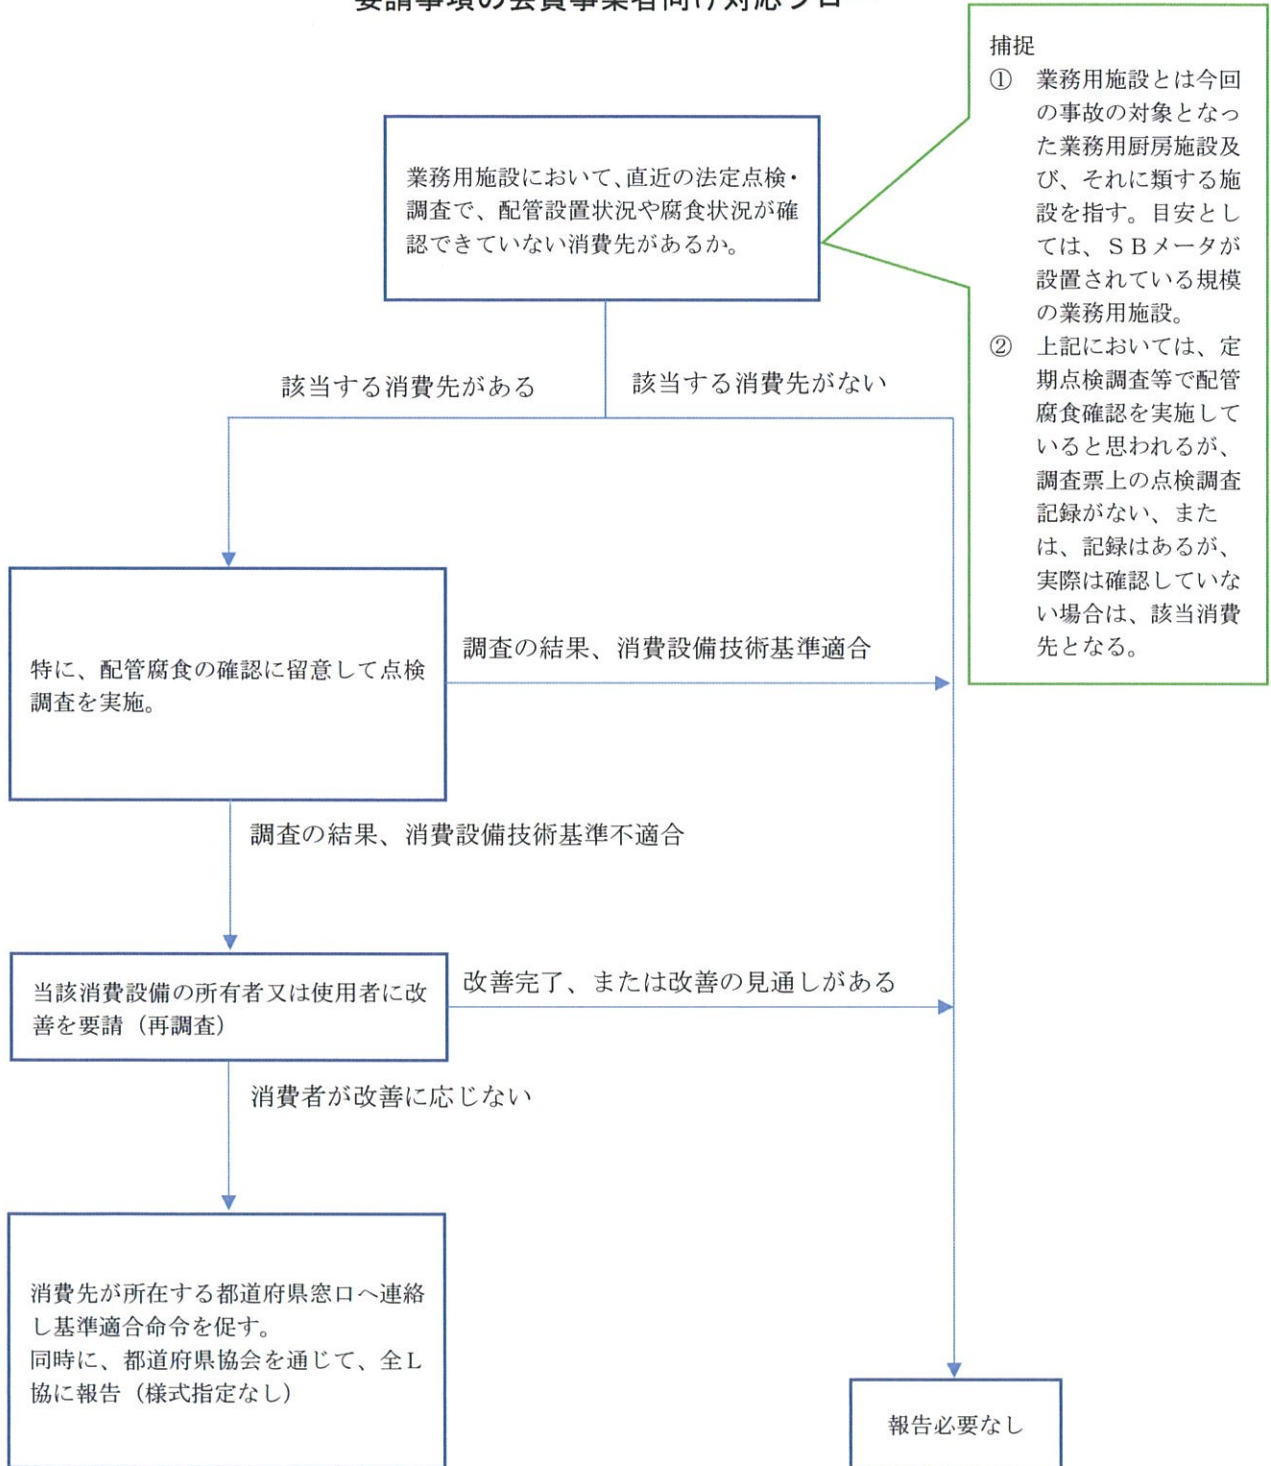 要請事項の会員事業者向け対応フロー
捕捉
① 業務用施設とは今回
の事故の対象となっ
た業務用厨房施設及
び、それに類する施
設を指す。目安とし
ては、ＳＢメータが
設置されている規模
の業務用施設。
② 上記においては、定
期点検調査等で配管
腐食確認を実施して
いると思われるが、
調査票上の点検調査
記録がない、また
は、記録はあるが、
実際は確認していな
い場合は、該当消費
先となる。
業務用施設において、直近の法定点検・
調査で、配管設置状況や腐食状況が確
認できていない消費先があるか。
該当する消費先がある
該当する消費先がない
特に、配管腐食の確認に留意して点検
調査を実施。
調査の結果、消費設備技術基準適合
調査の結果、消費設備技術基準不適合
当該消費設備の所有者又は使用者に改
善を要請（再調査）
改善完了、または改善の見通しがある
消費者が改善に応じない
消費先が所在する都道府県窓口へ連絡
し基準適合命令を促す。
同時に、都道府県協会を通じて、全Ｌ
協に報告（様式指定なし）
報告必要なし